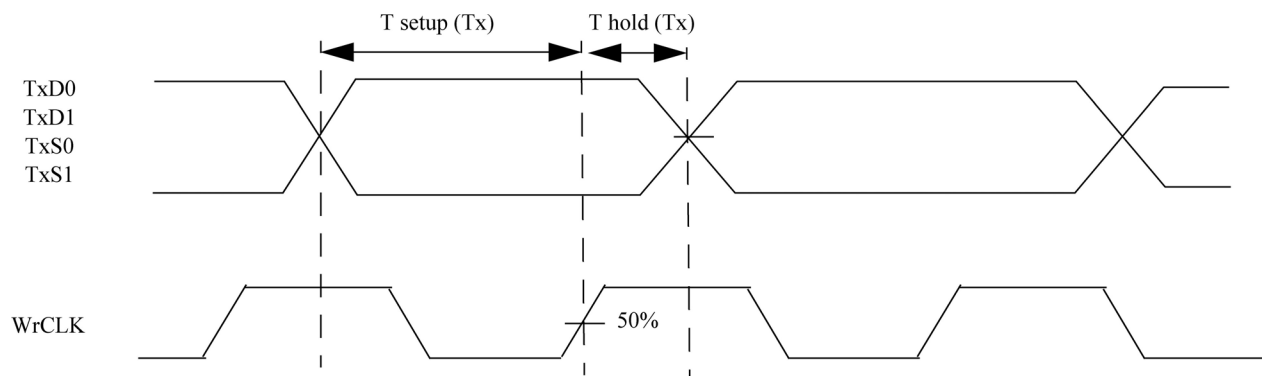 T setup (Tx)
T hold (Tx)
TxD0
TxD1
TxS0
TxS1
WrCLK
50%